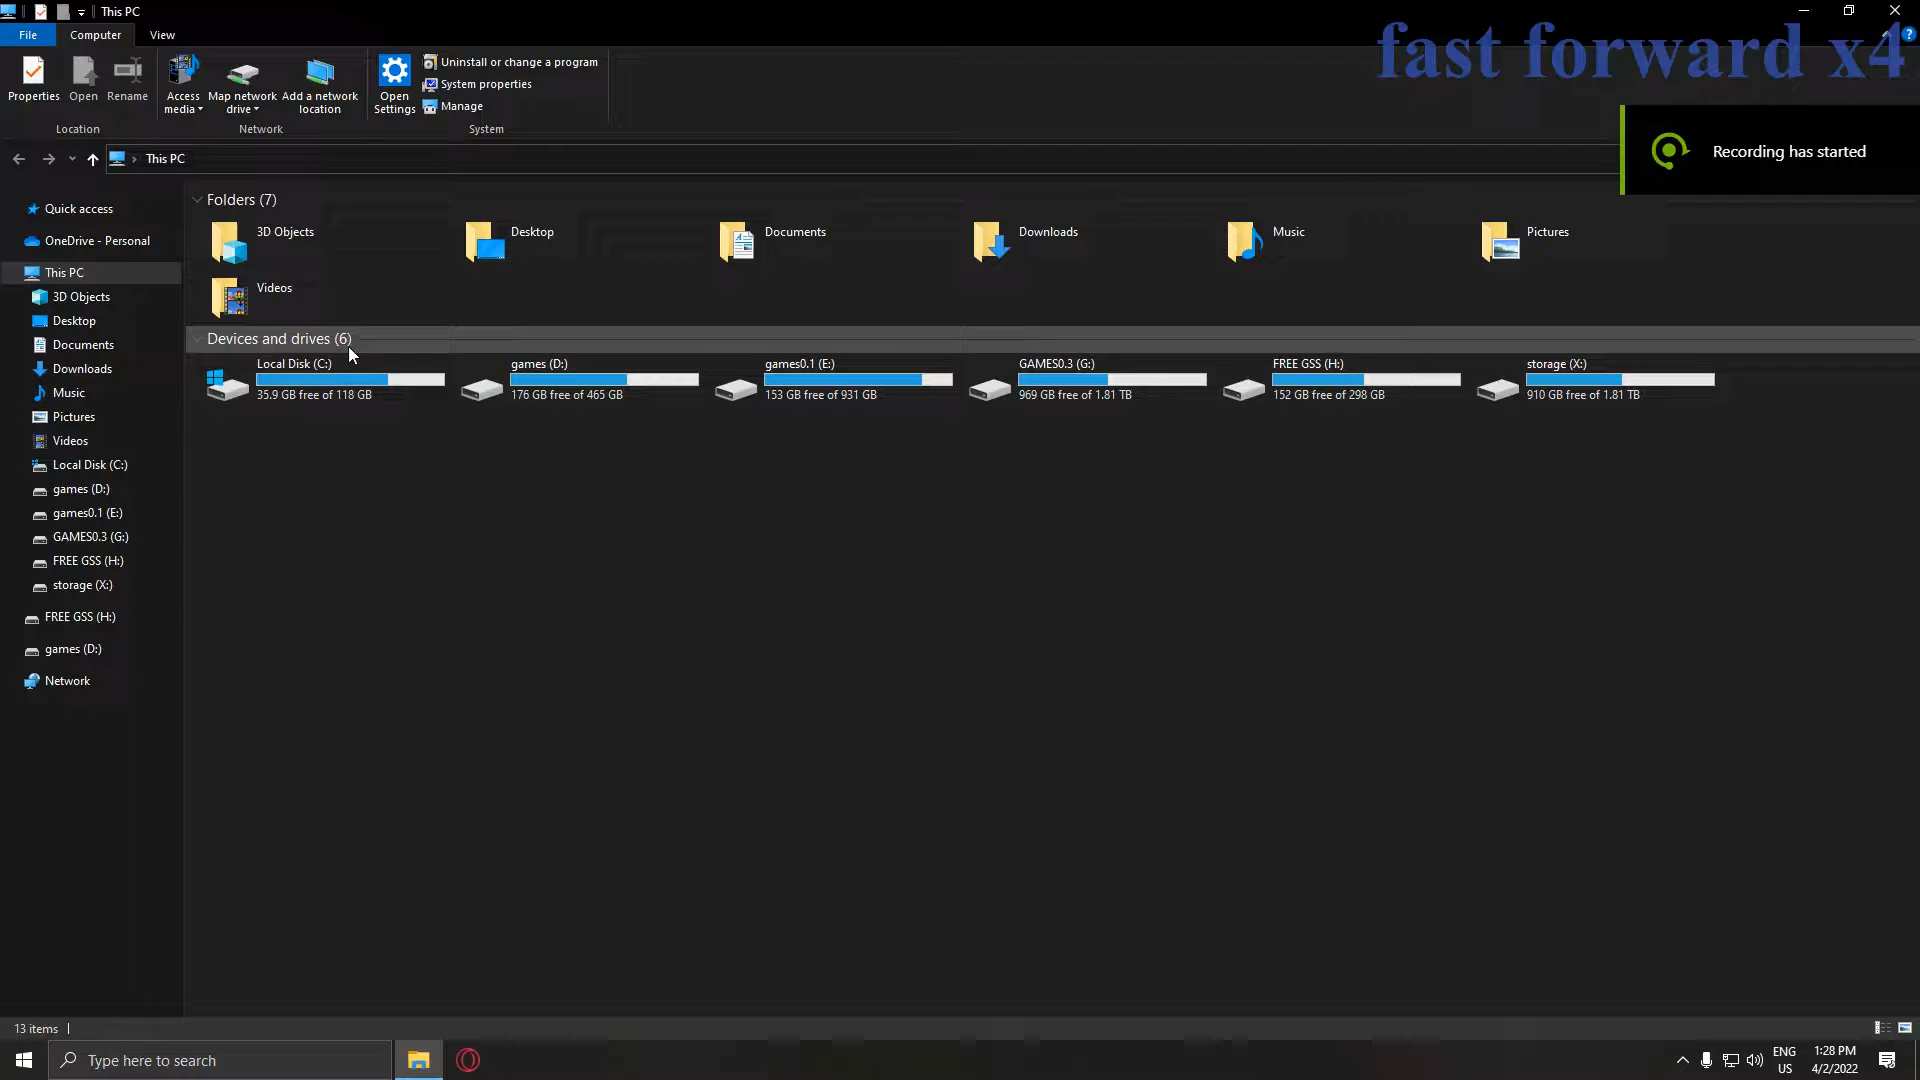 This PC
fast forward x4
File
Computer
View
Properties
Open
Rename
Access media
Map network drive
Add a network location
Open Settings
Uninstall or change a program
System properties
Manage
Location
Network
System
This PC
Recording has started
Quick access
OneDrive - Personal
This PC
3D Objects
Desktop
Documents
Downloads
Music
Pictures
Videos
Local Disk (C:)
games (D:)
games0.1 (E:)
GAMES0.3 (G:)
FREE GSS (H:)
storage (X:)
FREE GSS (H:)
games (D:)
Network
Folders (7)
3D Objects
Desktop
Documents
Downloads
Music
Pictures
Videos
Devices and drives (6)
Local Disk (C:)
35.9 GB free of 118 GB
games (D:)
176 GB free of 465 GB
games0.1 (E:)
153 GB free of 931 GB
GAMES0.3 (G:)
969 GB free of 1.81 TB
FREE GSS (H:)
152 GB free of 298 GB
storage (X:)
910 GB free of 1.81 TB
13 items
Type here to search
ENG
US
1:28 PM
4/2/2022